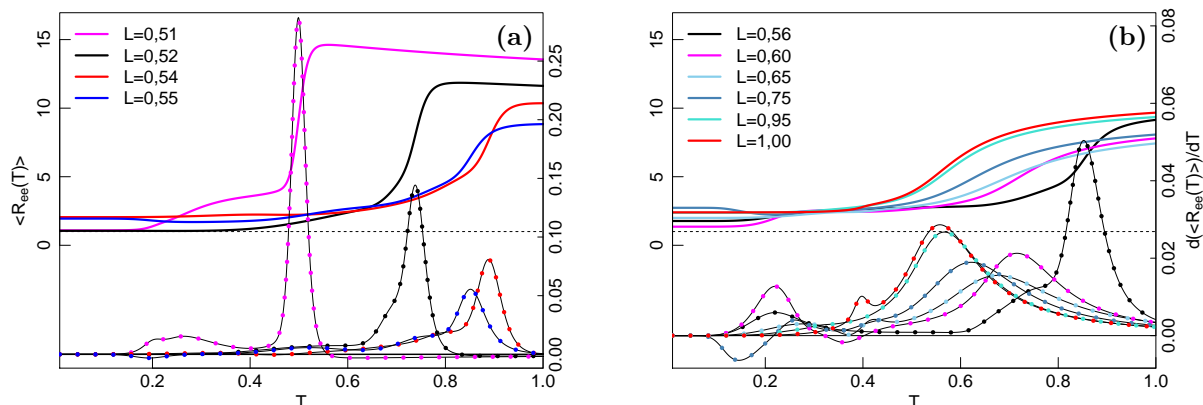 (a)
L=0,51
L=0,52
L=0,54
L=0,55
15
10
5
0
<Ree(T)>
0.25
0.20
0.15
0.10
0.05
0.00
0.2 0.4 0.6 0.8 1.0
T
(b)
L=0,56
L=0,60
L=0,65
L=0,75
L=0,95
L=1,00
15
10
5
0
0.08
0.06
0.04
0.02
0.00
d(<Ree(T)>)/dT
0.2 0.4 0.6 0.8 1.0
T